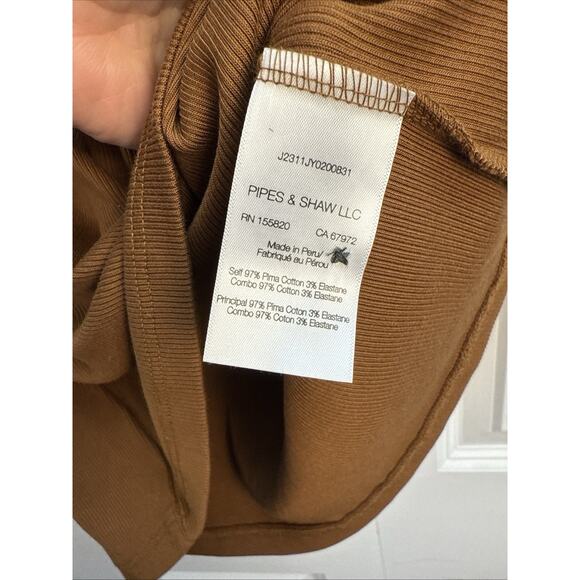 J2311JY0200831
PIPES & SHAW LLC
RN 155820 CA 67972
Made in Peru/
Fabriqué au Pérou
Self 97% Pima Cotton 3% Elastane
Combo 97% Cotton 3% Elastane
Principal 97% Pima Coton 3% Elastane
Combo 97% Coton 3% Elastane